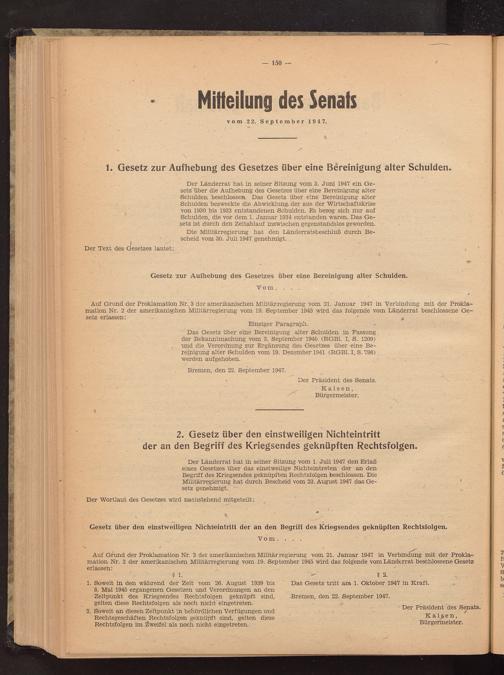 — 150 —
Mitteilung des Senats
vom 22. September 1947.
1. Gesetz zur Aufhebung des Gesetzes über eine Bereinigung alter Schulden.
Der Länderrat hat in seiner Sitzung vom 3. Juni 1947 ein Ge-
setz über die Aufhebung des Gesetzes über eine Bereinigung alter
Schulden beschlossen. Das Gesetz über eine Bereinigung alter
Schulden bezweckte die Abwicklung der aus der Wirtschaftskrise
von 1930 bis 1933 entstandenen Schulden. Es bezog sich nur auf
Schulden, die vor dem 1. Januar 1934 entstanden waren. Das Ge-
setz ist durch den Zeitablauf inzwischen gegenstandslos geworden.
Die Militärregierung hat den Länderratsbeschluß durch Be-
scheid vom 30. Juli 1947 genehmigt.
Der Text des Gesetzes lautet:
Gesetz zur Aufhebung des Gesetzes über eine Bereinigung alter Schulden.
Vom . . . .
Auf Grund der Proklamation Nr. 3 der amerikanischen Militärregierung vom 21. Januar 1947 in Verbindung mit der Prokla-
mation Nr. 2 der amerikanischen Militärregierung vom 19. September 1945 wird das folgende vom Länderrat beschlossene Ge-
setz erlassen:
Einziger Paragraph.
Das Gesetz über eine Bereinigung alter Schulden in Fassung
der Bekanntmachung vom 3. September 1940 (RGBl. I, S. 1209)
und die Verordnung zur Ergänzung des Gesetzes über eine Be-
reinigung alter Schulden vom 19. Dezember 1941 (RGBl. I, S. 798)
werden aufgehoben.
Bremen, den 22. September 1947.
Der Präsident des Senats.
Kaisen,
Bürgermeister.
2. Gesetz über den einstweiligen Nichteintritt
der an den Begriff des Kriegsendes geknüpften Rechtsfolgen.
Der Länderrat hat in seiner Sitzung vom 1. Juli 1947 den Erlaß
eines Gesetzes über das einstweilige Nichteintreten der an den
Begriff des Kriegsendes geknüpften Rechtsfolgen beschlossen. Die
Militärregierung hat durch Bescheid vom 22. August 1947 das Ge-
setz genehmigt.
Der Wortlaut des Gesetzes wird nachstehend mitgeteilt:
Gesetz über den einstweiligen Nichteintritt der an den Begriff des Kriegsendes geknüpften Rechtsfolgen.
Vom . . . .
Auf Grund der Proklamation Nr. 3 der amerikanischen Militärregierung vom 21. Januar 1947 in Verbindung mit der Prokla-
mation Nr. 2 der amerikanischen Militärregierung vom 19. September 1945 wird das folgende vom Länderrat beschlossene Gesetz
erlassen:
§ 1.
1. Soweit in den während der Zeit vom 26. August 1939 bis
8. Mai 1945 ergangenen Gesetzen und Verordnungen an den
Zeitpunkt des Kriegsendes Rechtsfolgen geknüpft sind,
gelten diese Rechtsfolgen als noch nicht eingetreten.
2. Soweit an diesen Zeitpunkt in behördlichen Verfügungen und
Rechtsgeschäften Rechtsfolgen geknüpft sind, gelten diese
Rechtsfolgen im Zweifel als noch nicht eingetreten.
§ 2.
Das Gesetz tritt am 1. Oktober 1947 in Kraft.
Bremen, den 22. September 1947.
Der Präsident des Senats.
Kaisen,
Bürgermeister.